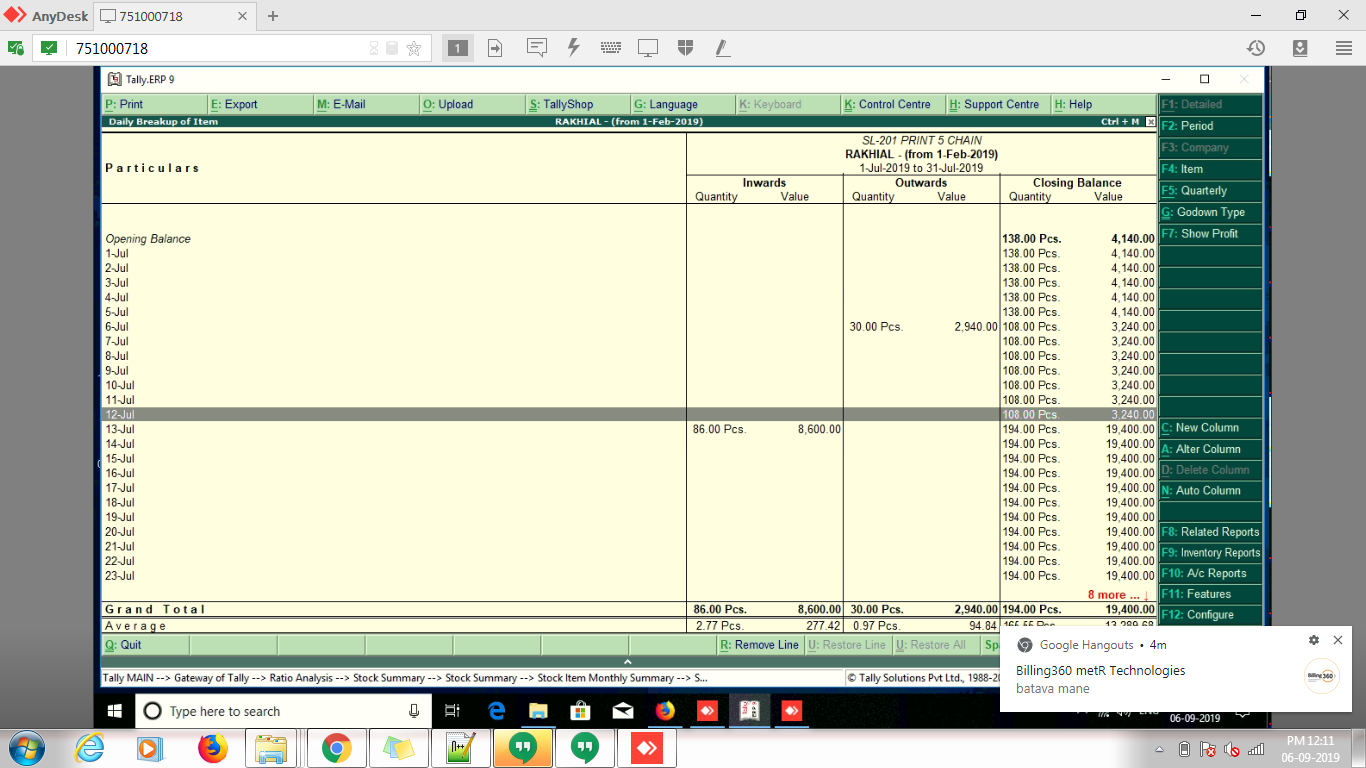 AnyDesk 751000718
751000718 1
Tally.ERP 9
P: Print E: Export M: E-Mail O: Upload S: TallyShop G: Language K: Keyboard K: Control Centre H: Support Centre H: Help
Daily Breakup of Item RAKHIAL - (from 1-Feb-2019) Ctrl + M
SL-201 PRINT 5 CHAIN
RAKHIAL - (from 1-Feb-2019)
Particulars 1-Jul-2019 to 31-Jul-2019
Inwards Outwards Closing Balance
Quantity Value Quantity Value Quantity Value
Opening Balance 138.00 Pcs. 4,140.00
1-Jul 138.00 Pcs. 4,140.00
2-Jul 138.00 Pcs. 4,140.00
3-Jul 138.00 Pcs. 4,140.00
4-Jul 138.00 Pcs. 4,140.00
5-Jul 138.00 Pcs. 4,140.00
6-Jul 30.00 Pcs. 2,940.00 108.00 Pcs. 3,240.00
7-Jul 108.00 Pcs. 3,240.00
8-Jul 108.00 Pcs. 3,240.00
9-Jul 108.00 Pcs. 3,240.00
10-Jul 108.00 Pcs. 3,240.00
11-Jul 108.00 Pcs. 3,240.00
12-Jul 108.00 Pcs. 3,240.00
13-Jul 86.00 Pcs. 8,600.00 194.00 Pcs. 19,400.00
14-Jul 194.00 Pcs. 19,400.00
15-Jul 194.00 Pcs. 19,400.00
16-Jul 194.00 Pcs. 19,400.00
17-Jul 194.00 Pcs. 19,400.00
18-Jul 194.00 Pcs. 19,400.00
19-Jul 194.00 Pcs. 19,400.00
20-Jul 194.00 Pcs. 19,400.00
21-Jul 194.00 Pcs. 19,400.00
22-Jul 194.00 Pcs. 19,400.00
23-Jul 194.00 Pcs. 19,400.00
8 more ... ↓
Grand Total 86.00 Pcs. 8,600.00 30.00 Pcs. 2,940.00 194.00 Pcs. 19,400.00
Average 2.77 Pcs. 277.42 0.97 Pcs. 94.84
F1: Detailed
F2: Period
F3: Company
F4: Item
F5: Quarterly
G: Godown Type
F7: Show Profit
C: New Column
A: Alter Column
D: Delete Column
N: Auto Column
F8: Related Reports
F9: Inventory Reports
F10: A/c Reports
F11: Features
F12: Configure
Q: Quit R: Remove Line U: Restore Line U: Restore All
Tally MAIN --> Gateway of Tally --> Ratio Analysis --> Stock Summary --> Stock Summary --> Stock Item Monthly Summary --> S... © Tally Solutions Pvt Ltd., 1988-20
Google Hangouts • 4m
Billing360 metR Technologies
batava mane
Billing 360
Type here to search
06-09-2019
PM 12:11
06-09-2019